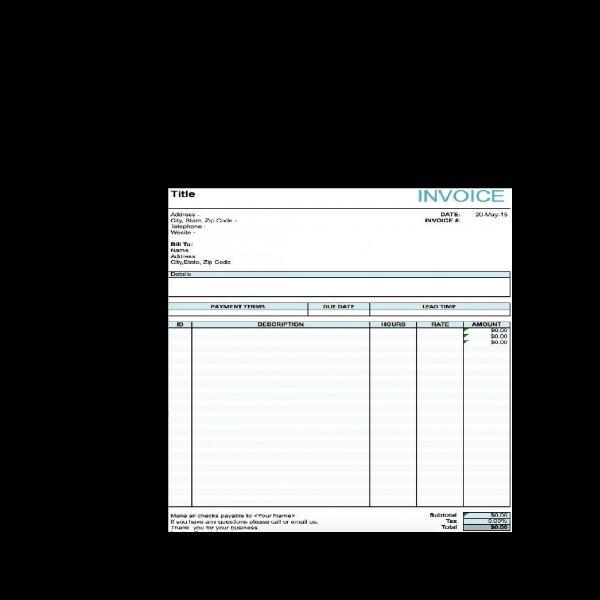 Title INVOICE
Address -
DATE: 20-May-15
City, State, Zip Code -
INVOICE #:
Telephone
Wesite -
Bill To:
Name
Address
City,State, Zip Code
Details
PAYMENT TERMS DUE DATE LEAD TIME
ID DESCRIPTION HOURS RATE AMOUNT
$0.00
$0.00
$0.00
Make all checks payable to <Your Name>
Subtotal $0.00
If you have any questions please call or email us.
Tax 0.00%
Thank you for your business.
Total $0.00